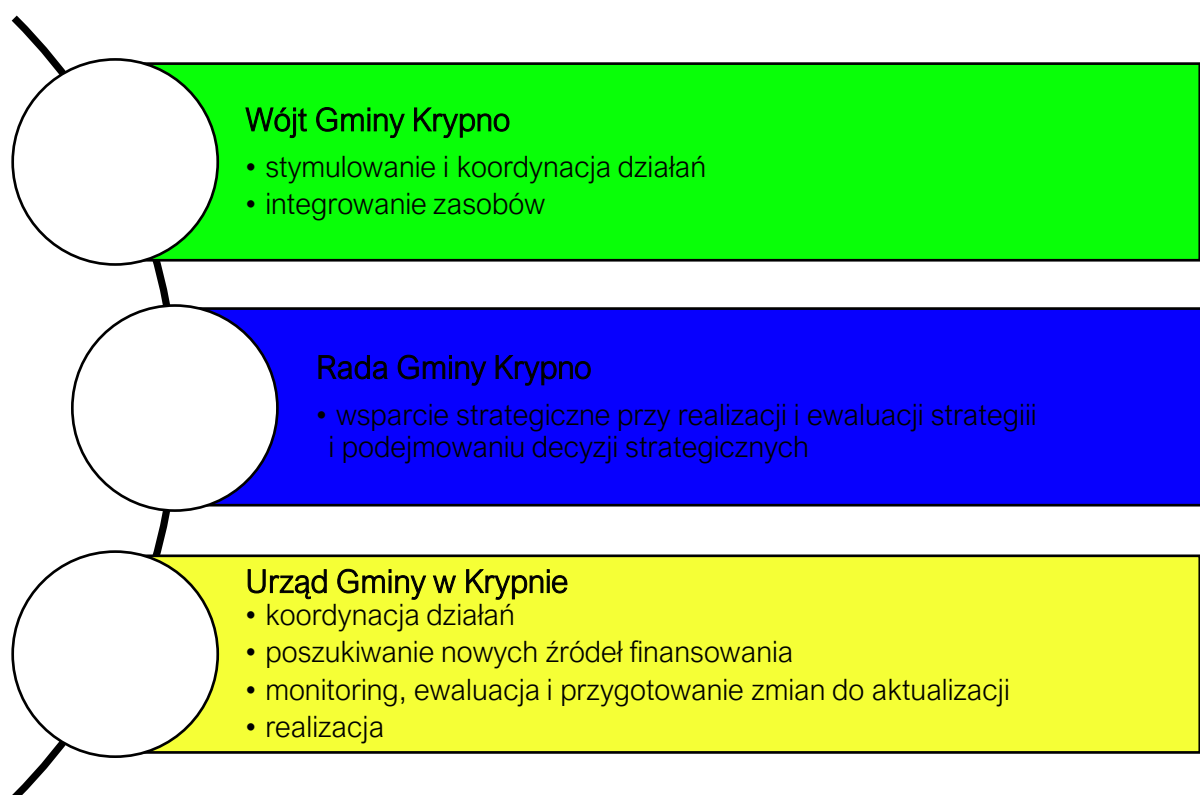 Wójt Gminy Krypno
• stymulowanie i koordynacja działań
• integrowanie zasobów
Rada Gminy Krypno
• wsparcie strategiczne przy realizacji i ewaluacji strategiii
i podejmowaniu decyzji strategicznych
Urząd Gminy w Krypnie
• koordynacja działań
• poszukiwanie nowych źródeł finansowania
• monitoring, ewaluacja i przygotowanie zmian do aktualizacji
• realizacja